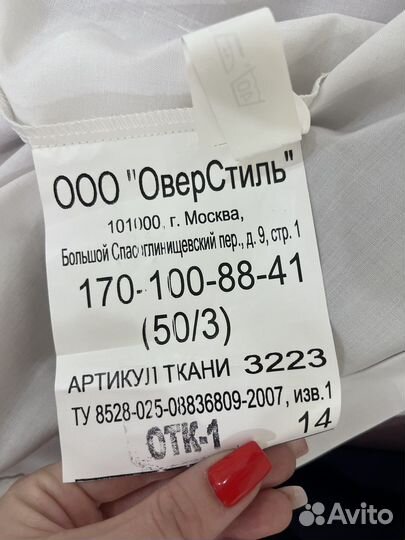 ООО "ОверСтиль"
101000, г. Москва,
Большой Спасоглинищевский пер., д. 9, стр. 1
170-100-88-41
(50/3)
АРТИКУЛ ТКАНИ 3223
ТУ 8528-025-08836809-2007, изв.1
ОТК-1 14
Avito